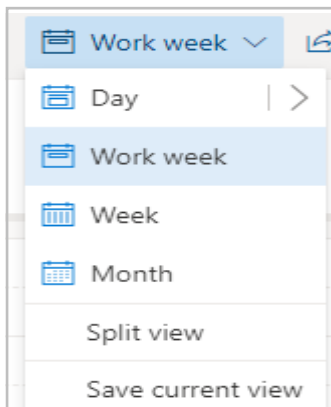 Work week
Day
Work week
Week
Month
Split view
Save current view